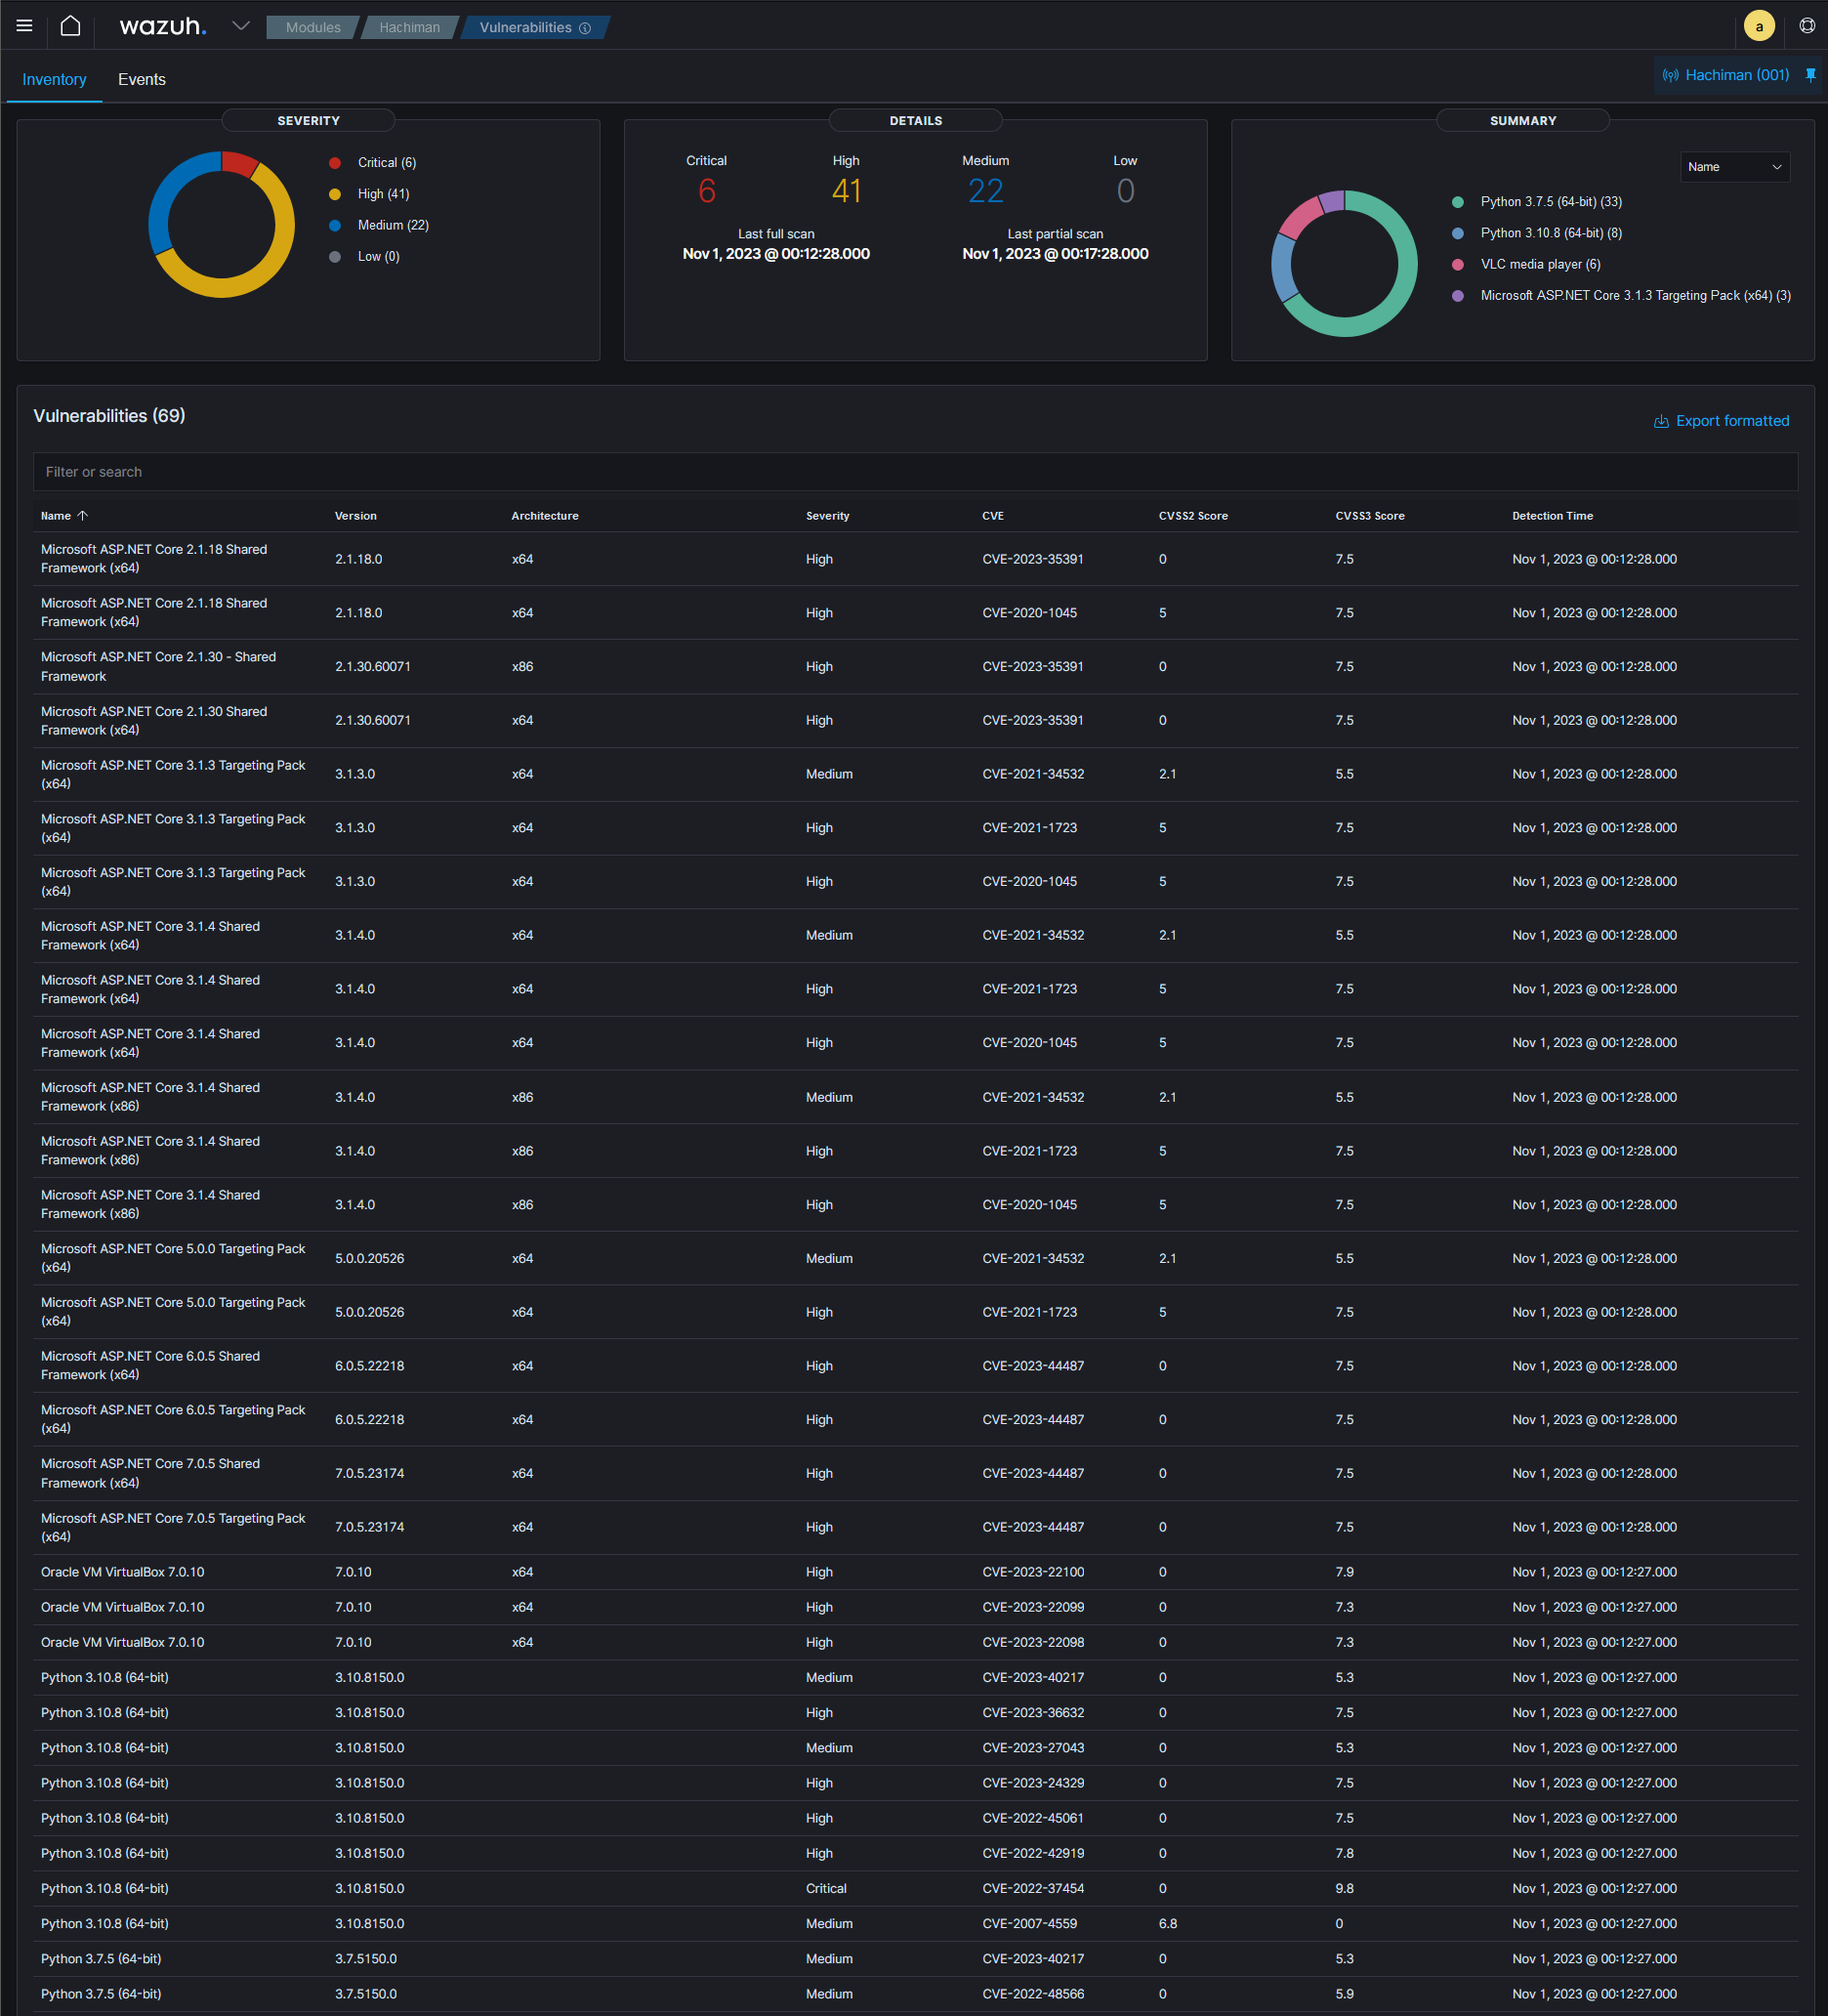 wazuh. Modules Hachiman Vulnerabilities a
Inventory Events Hachiman (001)
SEVERITY
Critical (6)
High (41)
Medium (22)
Low (0)
DETAILS
Critical High Medium Low
6 41 22 0
Last full scan Last partial scan
Nov 1, 2023 @ 00:12:28.000 Nov 1, 2023 @ 00:17:28.000
SUMMARY
Name
Python 3.7.5 (64-bit) (33)
Python 3.10.8 (64-bit) (8)
VLC media player (6)
Microsoft ASP.NET Core 3.1.3 Targeting Pack (x64) (3)
Vulnerabilities (69)
Export formatted
Filter or search
Name Version Architecture Severity CVE CVSS2 Score CVSS3 Score Detection Time
Microsoft ASP.NET Core 2.1.18 Shared
Framework (x64) 2.1.18.0 x64 High CVE-2023-35391 0 7.5 Nov 1, 2023 @ 00:12:28.000
Microsoft ASP.NET Core 2.1.18 Shared
Framework (x64) 2.1.18.0 x64 High CVE-2020-1045 5 7.5 Nov 1, 2023 @ 00:12:28.000
Microsoft ASP.NET Core 2.1.30 - Shared
Framework 2.1.30.60071 x86 High CVE-2023-35391 0 7.5 Nov 1, 2023 @ 00:12:28.000
Microsoft ASP.NET Core 2.1.30 Shared
Framework (x64) 2.1.30.60071 x64 High CVE-2023-35391 0 7.5 Nov 1, 2023 @ 00:12:28.000
Microsoft ASP.NET Core 3.1.3 Targeting Pack
(x64) 3.1.3.0 x64 Medium CVE-2021-34532 2.1 5.5 Nov 1, 2023 @ 00:12:28.000
Microsoft ASP.NET Core 3.1.3 Targeting Pack
(x64) 3.1.3.0 x64 High CVE-2021-1723 5 7.5 Nov 1, 2023 @ 00:12:28.000
Microsoft ASP.NET Core 3.1.3 Targeting Pack
(x64) 3.1.3.0 x64 High CVE-2020-1045 5 7.5 Nov 1, 2023 @ 00:12:28.000
Microsoft ASP.NET Core 3.1.4 Shared
Framework (x64) 3.1.4.0 x64 Medium CVE-2021-34532 2.1 5.5 Nov 1, 2023 @ 00:12:28.000
Microsoft ASP.NET Core 3.1.4 Shared
Framework (x64) 3.1.4.0 x64 High CVE-2021-1723 5 7.5 Nov 1, 2023 @ 00:12:28.000
Microsoft ASP.NET Core 3.1.4 Shared
Framework (x64) 3.1.4.0 x64 High CVE-2020-1045 5 7.5 Nov 1, 2023 @ 00:12:28.000
Microsoft ASP.NET Core 3.1.4 Shared
Framework (x86) 3.1.4.0 x86 Medium CVE-2021-34532 2.1 5.5 Nov 1, 2023 @ 00:12:28.000
Microsoft ASP.NET Core 3.1.4 Shared
Framework (x86) 3.1.4.0 x86 High CVE-2021-1723 5 7.5 Nov 1, 2023 @ 00:12:28.000
Microsoft ASP.NET Core 3.1.4 Shared
Framework (x86) 3.1.4.0 x86 High CVE-2020-1045 5 7.5 Nov 1, 2023 @ 00:12:28.000
Microsoft ASP.NET Core 5.0.0 Targeting Pack
(x64) 5.0.0.20526 x64 Medium CVE-2021-34532 2.1 5.5 Nov 1, 2023 @ 00:12:28.000
Microsoft ASP.NET Core 5.0.0 Targeting Pack
(x64) 5.0.0.20526 x64 High CVE-2021-1723 5 7.5 Nov 1, 2023 @ 00:12:28.000
Microsoft ASP.NET Core 6.0.5 Shared
Framework (x64) 6.0.5.22218 x64 High CVE-2023-44487 0 7.5 Nov 1, 2023 @ 00:12:28.000
Microsoft ASP.NET Core 6.0.5 Targeting Pack
(x64) 6.0.5.22218 x64 High CVE-2023-44487 0 7.5 Nov 1, 2023 @ 00:12:28.000
Microsoft ASP.NET Core 7.0.5 Shared
Framework (x64) 7.0.5.23174 x64 High CVE-2023-44487 0 7.5 Nov 1, 2023 @ 00:12:28.000
Microsoft ASP.NET Core 7.0.5 Targeting Pack
(x64) 7.0.5.23174 x64 High CVE-2023-44487 0 7.5 Nov 1, 2023 @ 00:12:28.000
Oracle VM VirtualBox 7.0.10 7.0.10 x64 High CVE-2023-22100 0 7.9 Nov 1, 2023 @ 00:12:27.000
Oracle VM VirtualBox 7.0.10 7.0.10 x64 High CVE-2023-22099 0 7.3 Nov 1, 2023 @ 00:12:27.000
Oracle VM VirtualBox 7.0.10 7.0.10 x64 High CVE-2023-22098 0 7.3 Nov 1, 2023 @ 00:12:27.000
Python 3.10.8 (64-bit) 3.10.8150.0 Medium CVE-2023-40217 0 5.3 Nov 1, 2023 @ 00:12:27.000
Python 3.10.8 (64-bit) 3.10.8150.0 High CVE-2023-36632 0 7.5 Nov 1, 2023 @ 00:12:27.000
Python 3.10.8 (64-bit) 3.10.8150.0 Medium CVE-2023-27043 0 5.3 Nov 1, 2023 @ 00:12:27.000
Python 3.10.8 (64-bit) 3.10.8150.0 High CVE-2023-24329 0 7.5 Nov 1, 2023 @ 00:12:27.000
Python 3.10.8 (64-bit) 3.10.8150.0 High CVE-2022-45061 0 7.5 Nov 1, 2023 @ 00:12:27.000
Python 3.10.8 (64-bit) 3.10.8150.0 High CVE-2022-42919 0 7.8 Nov 1, 2023 @ 00:12:27.000
Python 3.10.8 (64-bit) 3.10.8150.0 Critical CVE-2022-37454 0 9.8 Nov 1, 2023 @ 00:12:27.000
Python 3.10.8 (64-bit) 3.10.8150.0 Medium CVE-2007-4559 6.8 0 Nov 1, 2023 @ 00:12:27.000
Python 3.7.5 (64-bit) 3.7.5150.0 Medium CVE-2023-40217 0 5.3 Nov 1, 2023 @ 00:12:27.000
Python 3.7.5 (64-bit) 3.7.5150.0 Medium CVE-2022-48566 0 5.9 Nov 1, 2023 @ 00:12:27.000